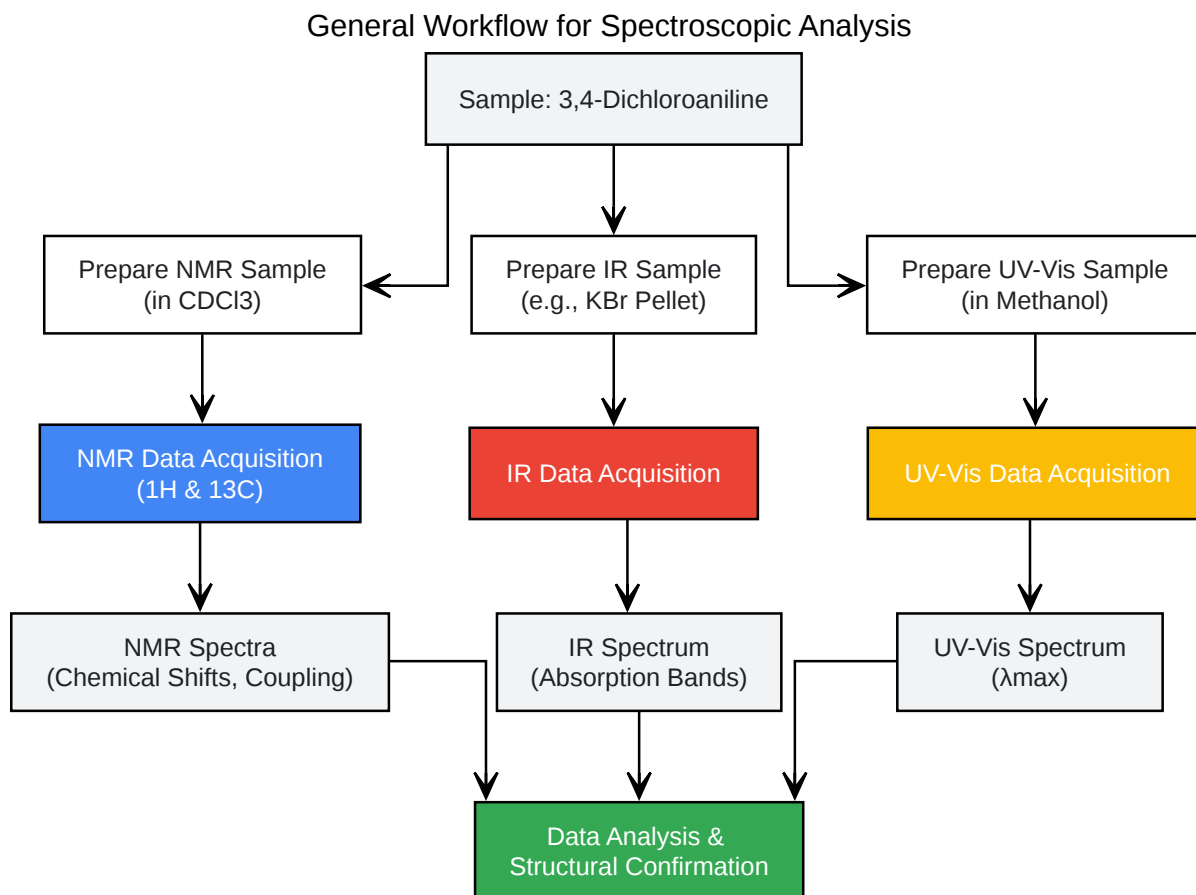 General Workflow for Spectroscopic Analysis
Sample: 3,4-Dichloroaniline
Prepare NMR Sample
(in CDCl3)
Prepare IR Sample
(e.g., KBr Pellet)
Prepare UV-Vis Sample
(in Methanol)
NMR Data Acquisition
(1H & 13C)
IR Data Acquisition
UV-Vis Data Acquisition
NMR Spectra
(Chemical Shifts, Coupling)
IR Spectrum
(Absorption Bands)
UV-Vis Spectrum
(λmax)
Data Analysis &
Structural Confirmation